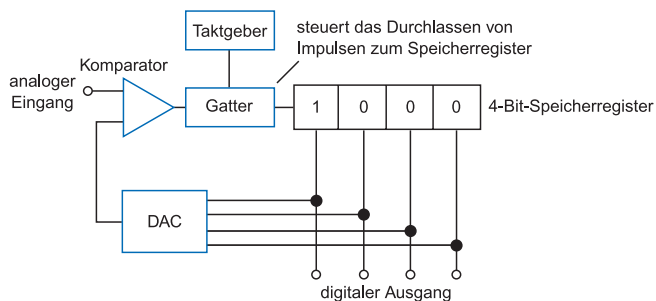 Taktgeber
steuert das Durchlassen von
Impulsen zum Speicherregister
Komparator
analoger
Eingang
Gatter
1 0 0 0
4-Bit-Speicherregister
DAC
digitaler Ausgang